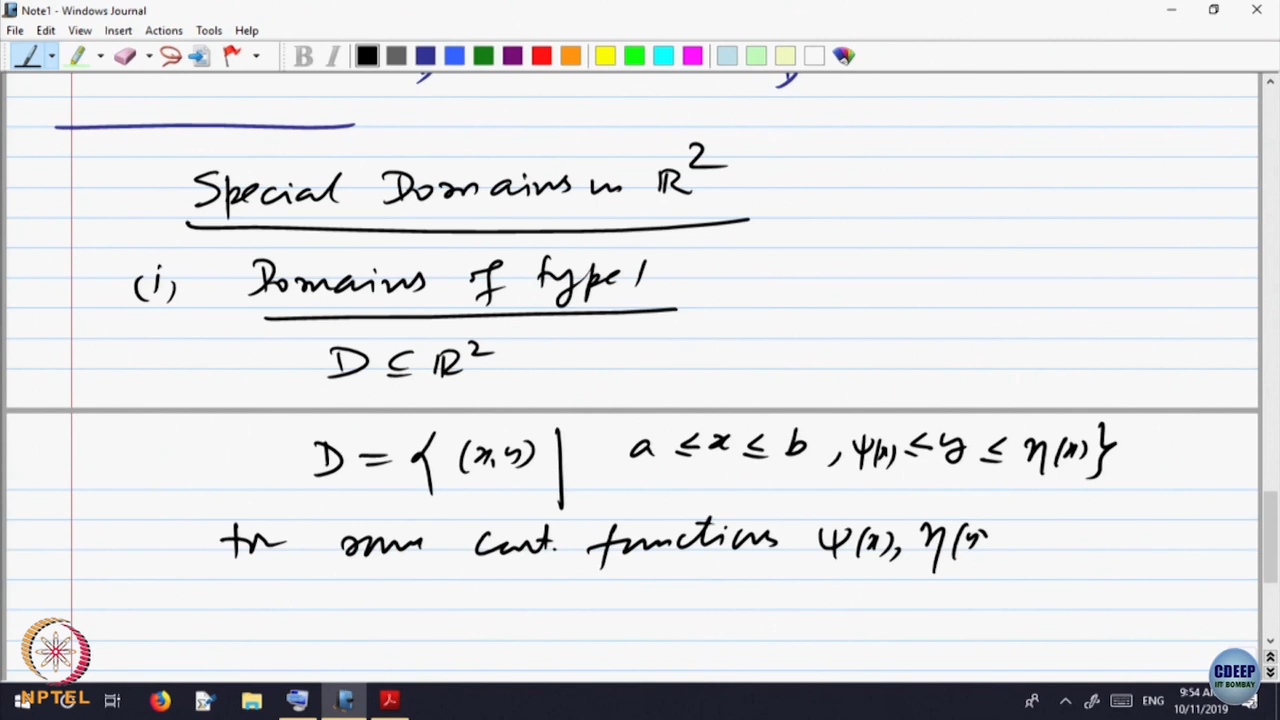 Note1 - Windows Journal
File Edit View Insert Actions Tools Help
Special Domains in ℝ²
(i) Domains of type 1
D ⊆ ℝ²
D = { (x,y) | a ≤ x ≤ b , ψ(x) ≤ y ≤ η(x) }
for some cont. functions ψ(x), η(
NPTEL
CDEEP
IIT BOMBAY
ENG
9:54 A
10/11/2019